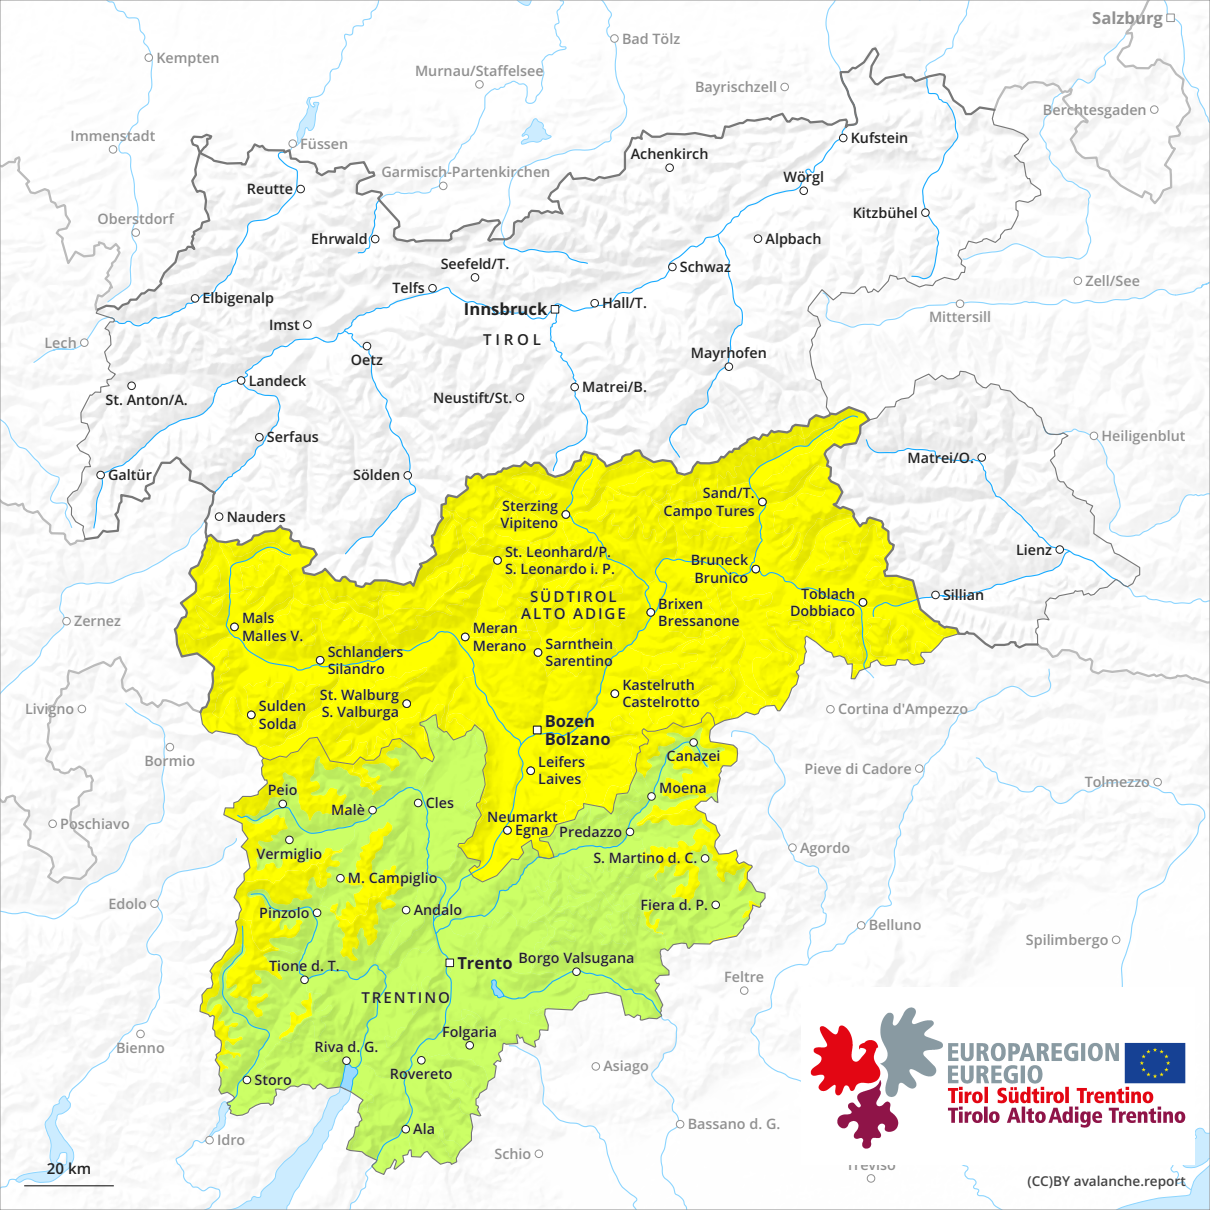 Salzburg
Bad Tölz
Kempten
Murnau/Staffelsee
Bayrischzell
Berchtesgaden
Immenstadt
Füssen
Kufstein
Achenkirch
Garmisch-Partenkirchen
Wörgl
Reutte
Oberstdorf
Kitzbühel
Ehrwald
Alpbach
Seefeld/T.
Schwaz
Zell/See
Telfs
Elbigenalp
Innsbruck
Hall/T.
Mittersill
Imst
TIROL
Lech
Oetz
Mayrhofen
Landeck
Matrei/B.
St. Anton/A.
Neustift/St.
Serfaus
Heiligenblut
Matrei/O.
Galtür
Sölden
Sand/T.
Campo Tures
Sterzing
Vipiteno
Nauders
Lienz
St. Leonhard/P.
S. Leonardo i. P.
Bruneck
Brunico
SÜDTIROL
ALTO ADIGE
Toblach
Dobbiaco
Sillian
Brixen
Bressanone
Zernez
Mals
Malles V.
Meran
Merano
Sarnthein
Sarentino
Schlanders
Silandro
Kastelruth
Castelrotto
St. Walburg
S. Valburga
Livigno
Sulden
Solda
Cortina d'Ampezzo
Bozen
Bolzano
Bormio
Canazei
Leifers
Laives
Pieve di Cadore
Tolmezzo
Peio
Moena
Malè
Cles
Poschiavo
Neumarkt
Egna
Predazzo
Vermiglio
S. Martino d. C.
Agordo
M. Campiglio
Edolo
Pinzolo
Andalo
Fiera d. P.
Belluno
Spilimbergo
Tione d. T.
Trento
Borgo Valsugana
Feltre
TRENTINO
Bienno
Folgaria
Riva d. G.
EUROPAREGION
EUREGIO
Asiago
Storo
Rovereto
Tirol Südtirol Trentino
Tirolo Alto Adige Trentino
Ala
Bassano d. G.
Idro
Schio
Treviso
20 km
(CC)BY avalanche.report